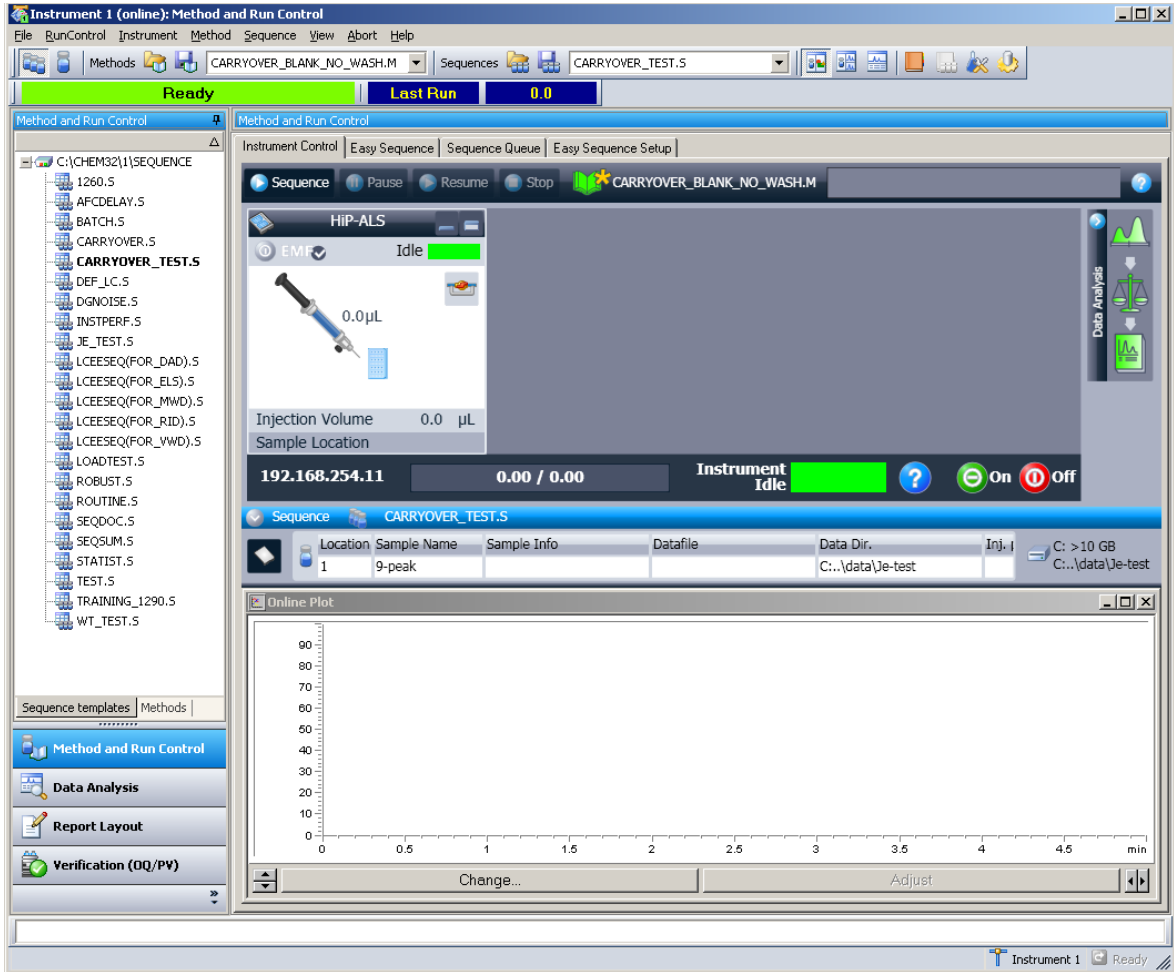 Instrument 1 (online): Method and Run Control
File RunControl Instrument Method Sequence View Abort Help
Methods CARRYOVER_BLANK_NO_WASH.M Sequences CARRYOVER_TEST.S
Ready Last Run 0.0
Method and Run Control
C:\CHEM32\1\SEQUENCE
1260.S
AFCDELAY.S
BATCH.S
CARRYOVER.S
CARRYOVER_TEST.S
DEF_LC.S
DGNOISE.S
INSTPERF.S
JE_TEST.S
LCEESEQ(FOR_DAD).S
LCEESEQ(FOR_ELS).S
LCEESEQ(FOR_MWD).S
LCEESEQ(FOR_RID).S
LCEESEQ(FOR_VWD).S
LOADTEST.S
ROBUST.S
ROUTINE.S
SEQDOC.S
SEQSUM.S
STATIST.S
TEST.S
TRAINING_1290.S
WT_TEST.S
Sequence templates Methods
Method and Run Control
Data Analysis
Report Layout
Verification (OQ/PV)
Method and Run Control
Instrument Control Easy Sequence Sequence Queue Easy Sequence Setup
Sequence Pause Resume Stop CARRYOVER_BLANK_NO_WASH.M
HiP-ALS
EMF Idle
0.0µL
Injection Volume 0.0 µL
Sample Location
Data Analysis
192.168.254.11 0.00 / 0.00 Instrument
Idle
On Off
Sequence CARRYOVER_TEST.S
Location Sample Name Sample Info Datafile Data Dir. Inj.
1 9-peak C:..\data\Je-test
C: >10 GB
C:..\data\Je-test
Online Plot
90
80
70
60
50
40
30
20
10
0
0 0.5 1 1.5 2 2.5 3 3.5 4 4.5 min
Change... Adjust
Instrument 1 Ready